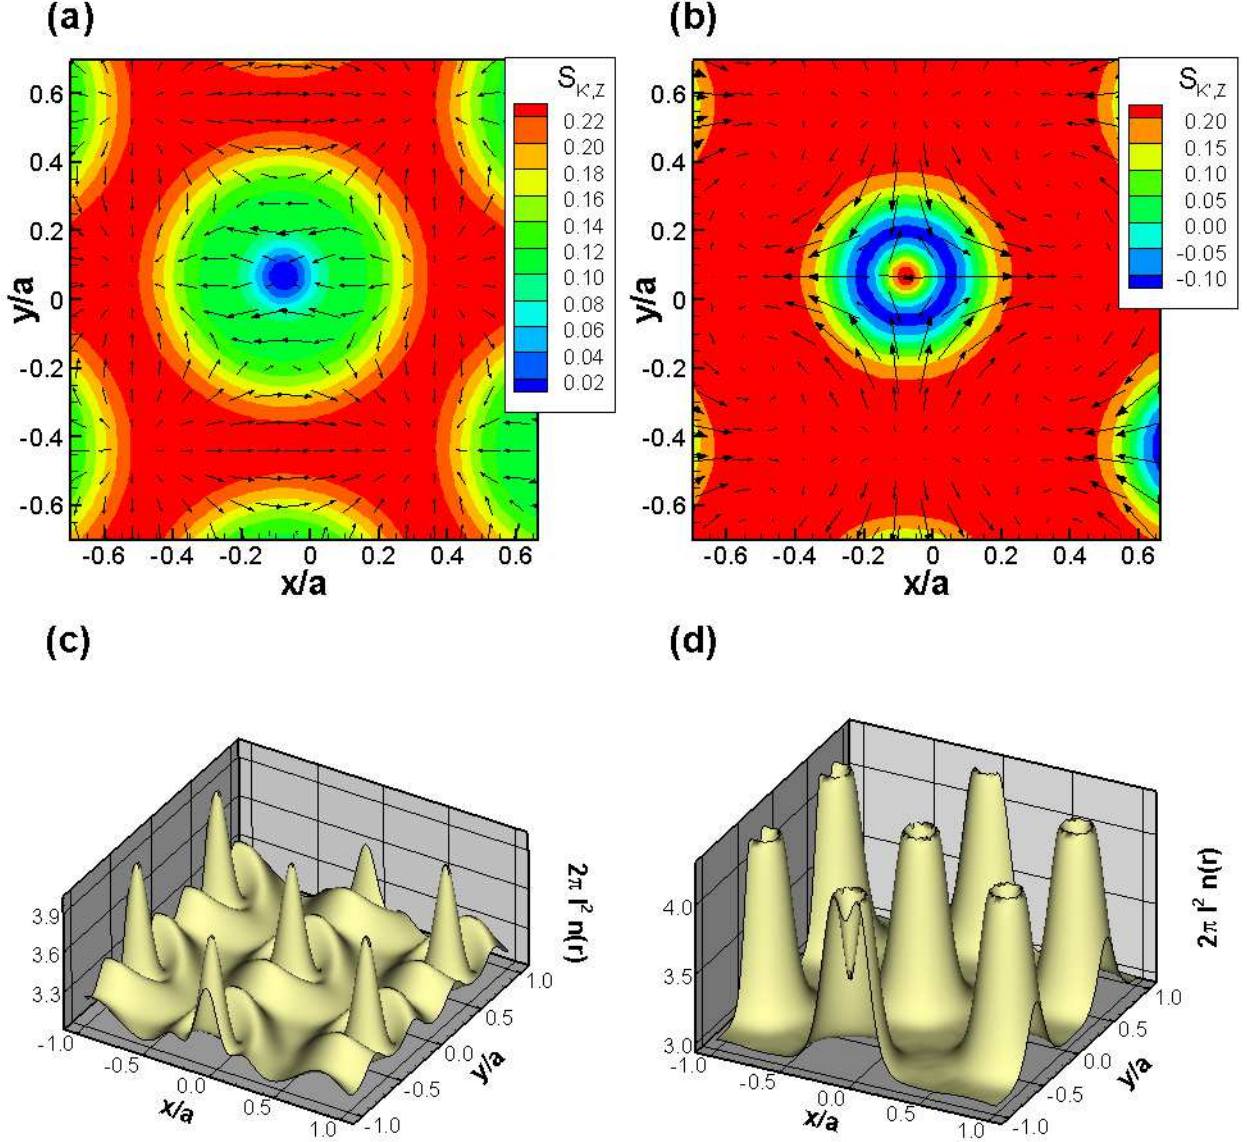 (a)
(b)
S_K',Z
0.22
0.20
0.18
0.16
0.14
0.12
0.10
0.08
0.06
0.04
0.02
0.6
0.4
0.2
0
-0.2
-0.4
-0.6
y/a
-0.6 -0.4 -0.2 0 0.2 0.4 0.6
x/a
S_K',Z
0.20
0.15
0.10
0.05
0.00
-0.05
-0.10
0.6
0.4
0.2
0
-0.2
-0.4
-0.6
y/a
-0.6 -0.4 -0.2 0 0.2 0.4 0.6
x/a
(c)
(d)
3.9
3.6
3.3
-1.0 -0.5 0.0 0.5 1.0
x/a
-1.0 -0.5 0.0 0.5 1.0
y/a
2π l² n(r)
4.0
3.5
3.0
-1.0 -0.5 0.0 0.5 1.0
x/a
-1.0 -0.5 0.0 0.5 1.0
y/a
2π l² n(r)